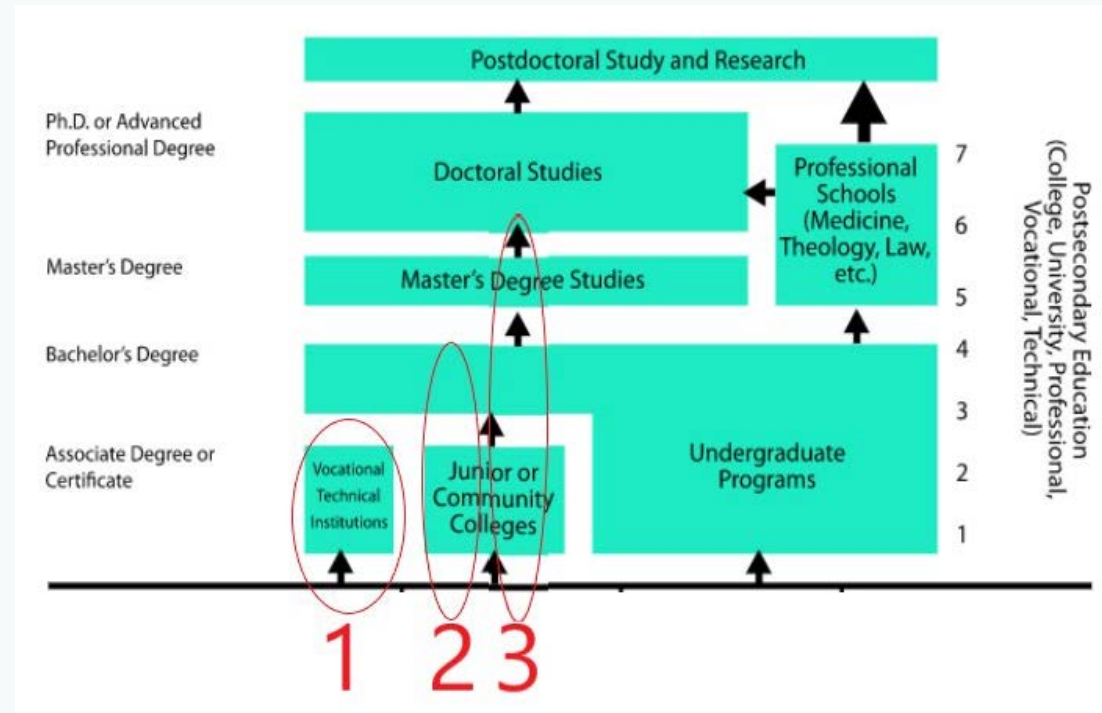 Postdoctoral Study and Research
Ph.D. or Advanced
Professional Degree
Doctoral Studies
Professional
Schools
(Medicine,
Theology, Law,
etc.)
7
6
5
Master's Degree
Master's Degree Studies
Bachelor's Degree
4
3
Associate Degree or
Certificate
Vocational
Technical
Institutions
Junior or
Community
Colleges
Undergraduate
Programs
2
1
Postsecondary Education
(College, University, Professional,
Vocational, Technical)
1
2
3